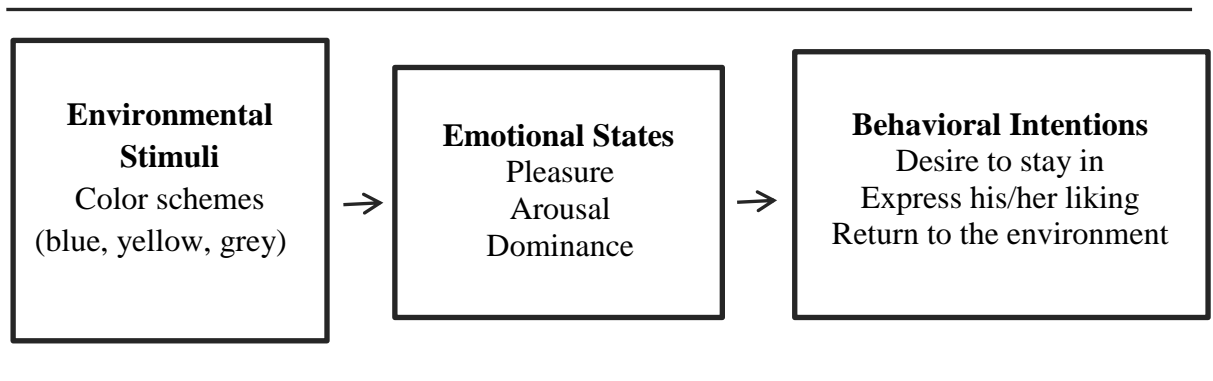 Environmental
Stimuli
Color schemes
(blue, yellow, grey)
Emotional States
Pleasure
Arousal
Dominance
Behavioral Intentions
Desire to stay in
Express his/her liking
Return to the environment